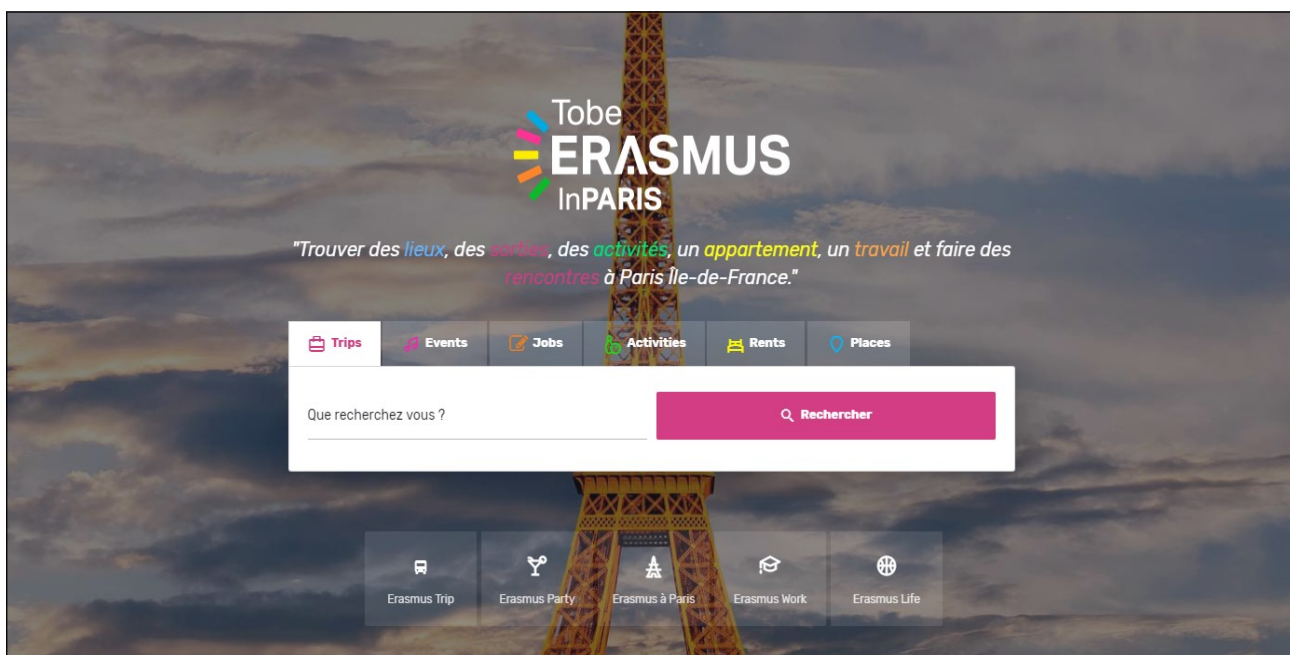 Tobe
ERASMUS
InPARIS
"Trouver des lieux, des sorties, des activités, un appartement, un travail et faire des
rencontres à Paris Île-de-France."
Trips Events Jobs Activities Rents Places
Que recherchez vous ? Rechercher
Erasmus Trip Erasmus Party Erasmus à Paris Erasmus Work Erasmus Life